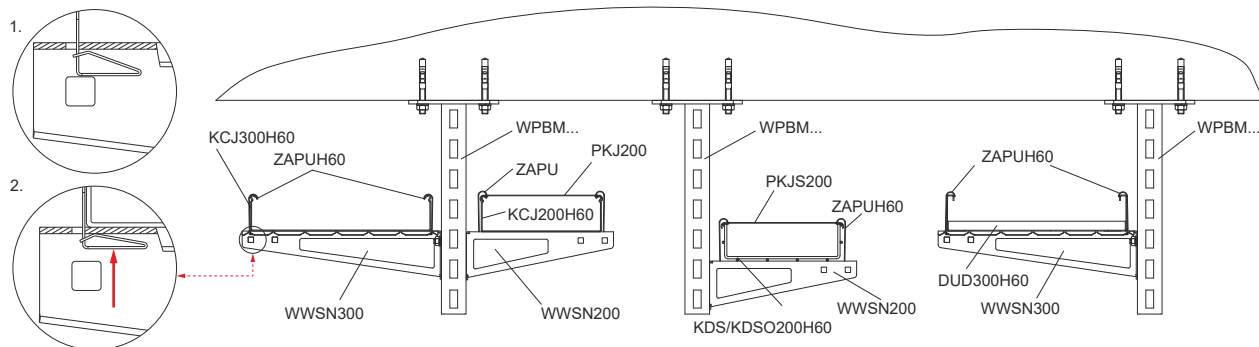 1.
2.
KCJ300H60
ZAPUH60
WPBM...
ZAPU
PKJ200
KCJ200H60
WWSN300
WWSN200
WPBM...
PKJS200
ZAPUH60
WWSN200
KDS/KDSO200H60
WPBM...
ZAPUH60
DUD300H60
WWSN300